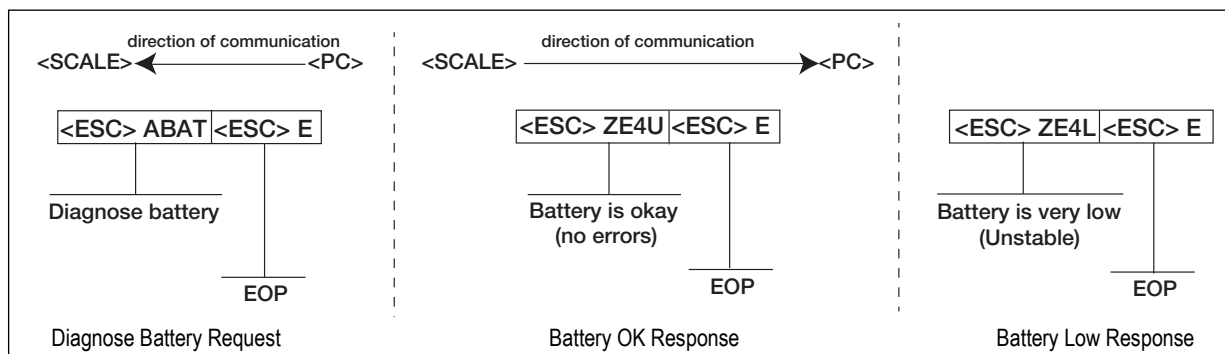 direction of communication
<SCALE> <PC>
<ESC> ABAT <ESC> E
Diagnose battery
EOP
Diagnose Battery Request
direction of communication
<SCALE> <PC>
<ESC> ZE4U <ESC> E
Battery is okay
(no errors)
EOP
Battery OK Response
<ESC> ZE4L <ESC> E
Battery is very low
(Unstable)
EOP
Battery Low Response